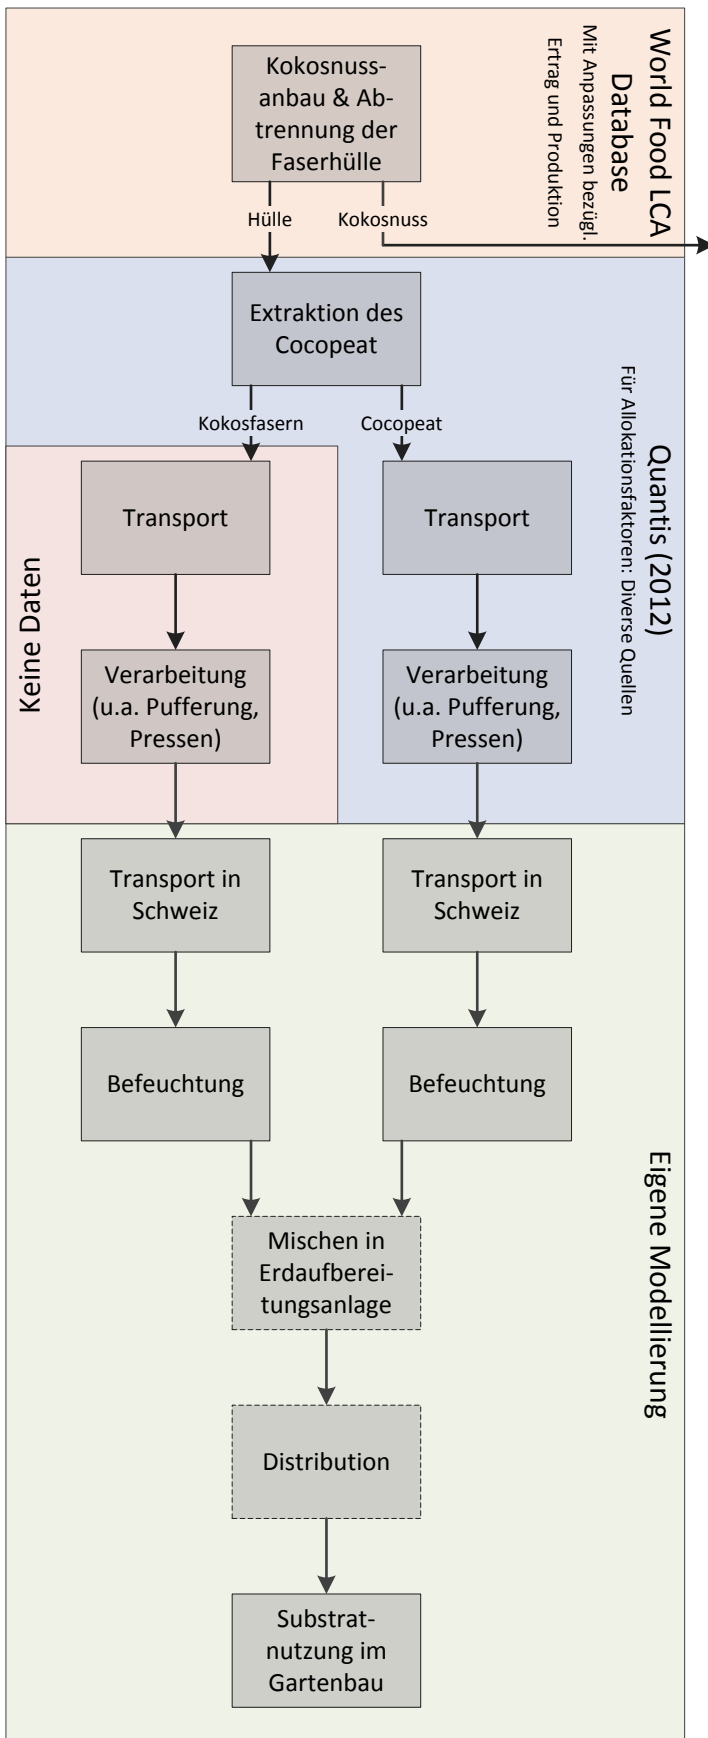 Kokosnuss-
anbau & Ab-
trennung der
Faserhülle
World Food LCA
Database
Mit Anpassungen bezügl.
Ertrag und Produktion
Hülle
Kokosnuss
Extraktion des
Cocopeat
Kokosfasern
Cocopeat
Quantis (2012)
Für Allokationsfaktoren: Diverse Quellen
Keine Daten
Transport
Transport
Verarbeitung
(u.a. Pufferung,
Pressen)
Verarbeitung
(u.a. Pufferung,
Pressen)
Transport in
Schweiz
Transport in
Schweiz
Befeuchtung
Befeuchtung
Eigene Modellierung
Mischen in
Erdaufberei-
tungsanlage
Distribution
Substrat-
nutzung im
Gartenbau